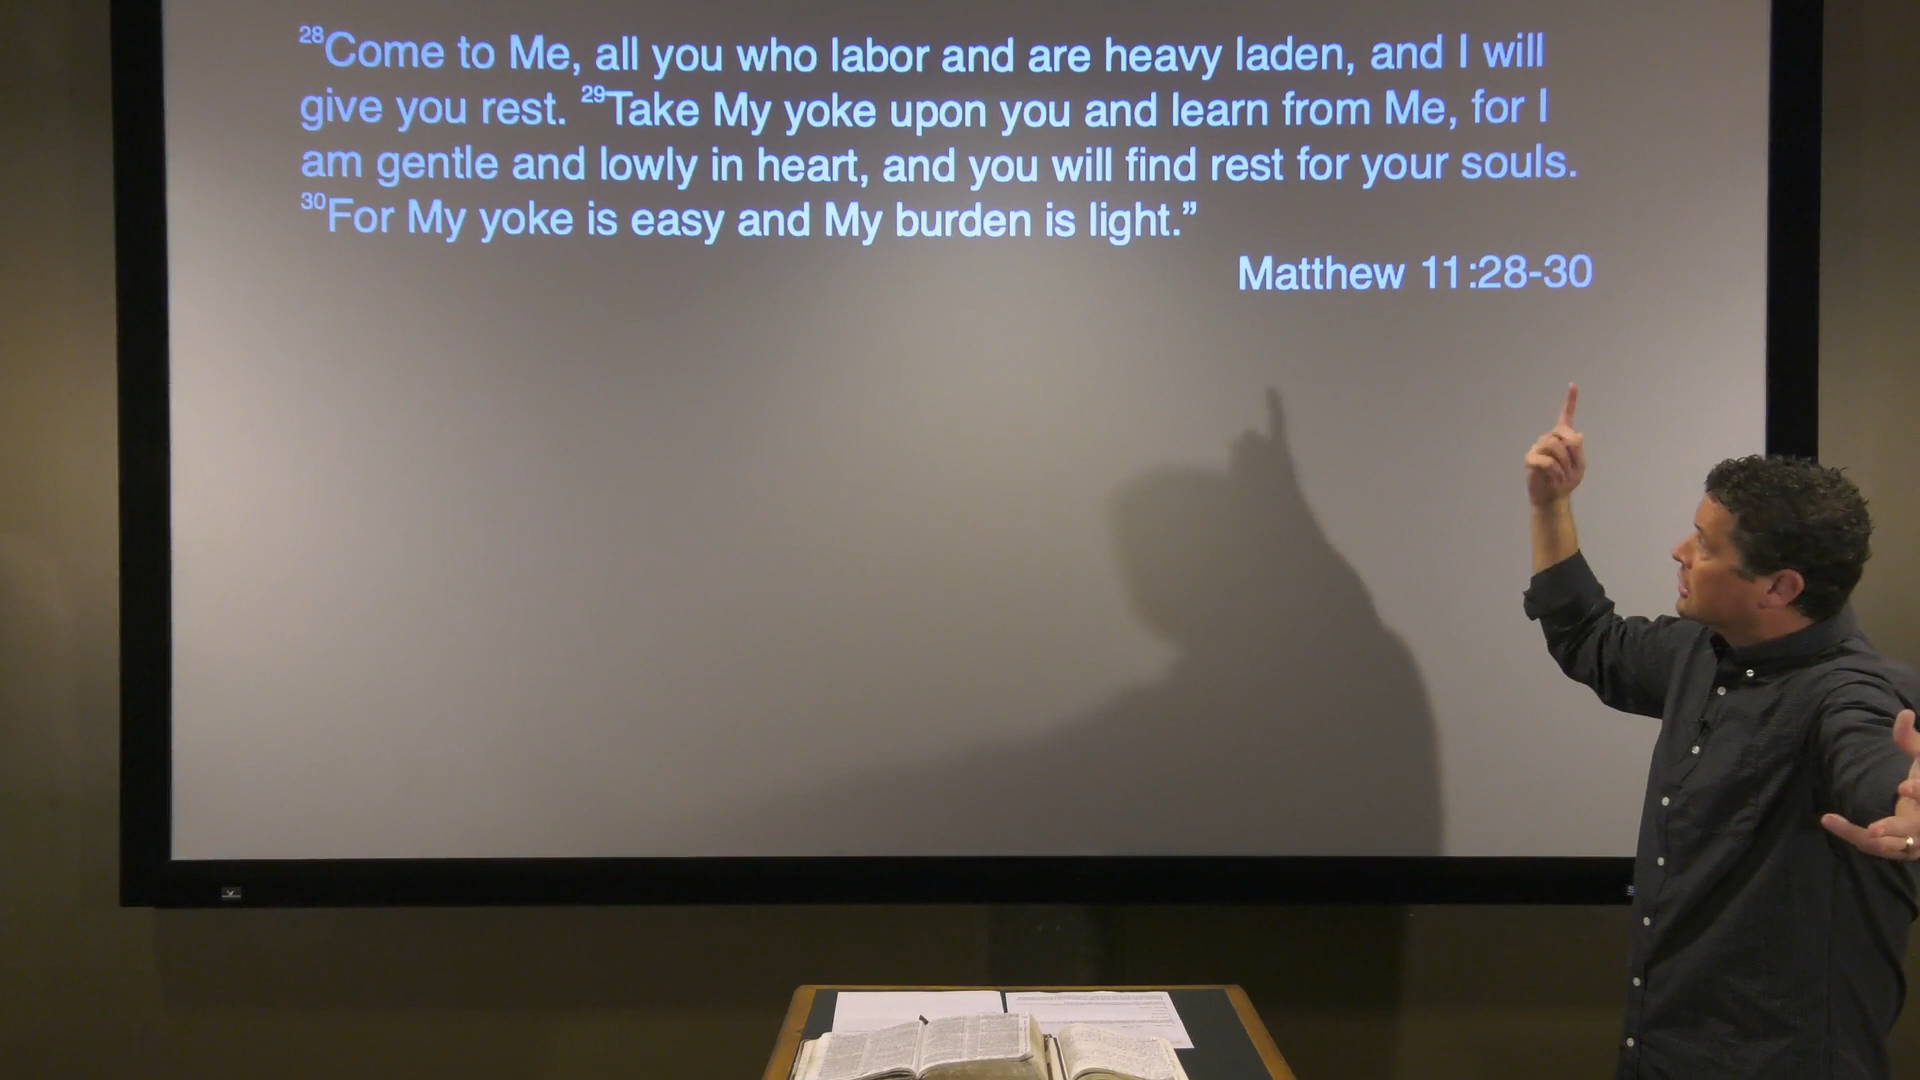 28Come to Me, all you who labor and are heavy laden, and I will
give you rest. 29Take My yoke upon you and learn from Me, for I
am gentle and lowly in heart, and you will find rest for your souls.
30For My yoke is easy and My burden is light.”
Matthew 11:28-30